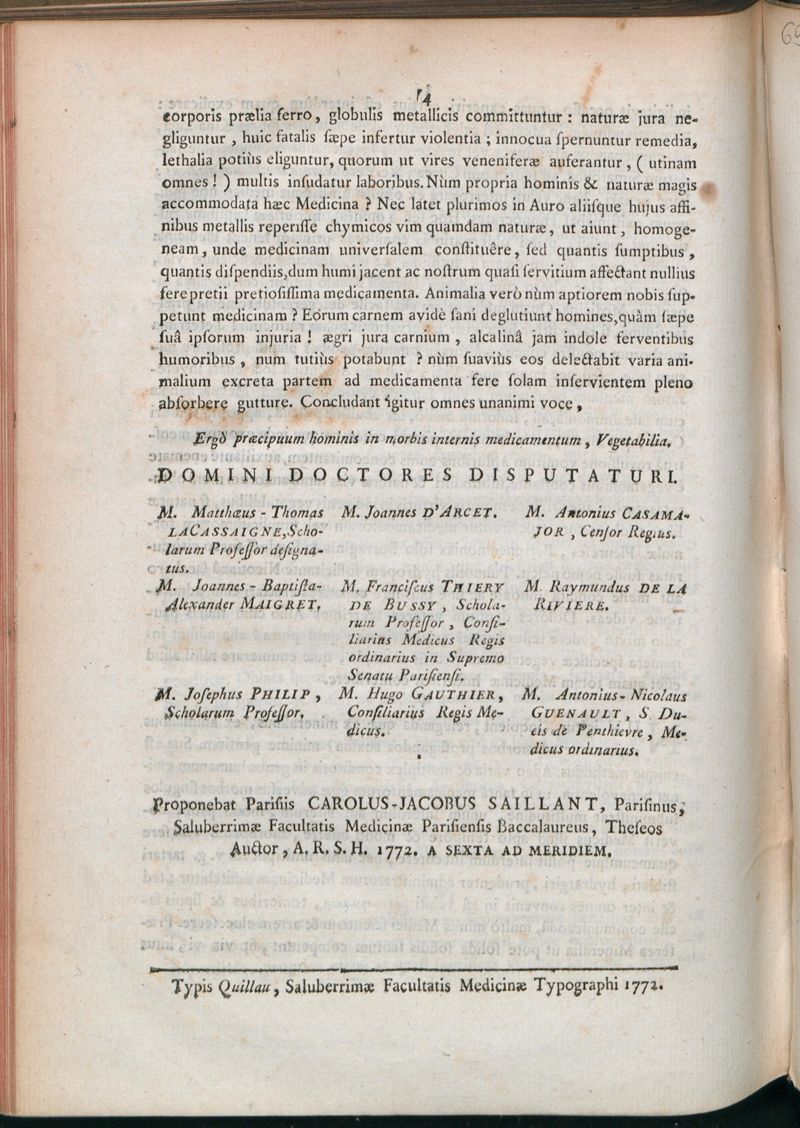 4
corporis prælia ferro, globulis metallicis committuntur : naturæ jura ne-
gliguntur , huic fatalis ſæpe infertur violentia ; innocua ſpernuntur remedia,
lethalia potiùs eliguntur, quorum ut vires veneniferæ auferantur, ( utinam
omnes ! ) multis inſudatur laboribus. Nùm propria hominis & naturæ magis
accommodata hæc Medicina ? Nec latet plurimos in Auro aliiſque hujus affi-
nibus metallis reperiſſe chymicos vim quamdam naturæ, ut aiunt, homoge-
neam, unde medicinam univerſalem conſtituêre, ſed quantis ſumptibus ,
quantis diſpendiis,dum humi jacent ac noſtrum quaſi ſervitium affectant nullius
fere pretii pretioſiſſima medicamenta. Animalia verò nùm aptiorem nobis ſup-
petunt medicinam ? Eorum carnem avidè ſani deglutiunt homines,quàm ſæpe
ſuâ ipſorum injuria ! ægri jura carnium , alcalinâ jam indole ferventibus
humoribus , num tutiùs potabunt ? nùm ſuaviùs eos delectabit varia ani-
malium excreta partem ad medicamenta fere ſolam inſervientem pleno
abſorbere gutture. Concludant igitur omnes unanimi voce ,
Ergò præcipuum hominis in morbis internis medicamentum , Vegetabilia.
DOMINI DOCTORES DISPUTATURI.
M. Matthæus - Thomas
LACASSAIGNE, Scho-
larum Profeſſor deſigna-
tus.
M. Joannes D'ARCET.
M. Antonius CASAMA-
JOR , Cenſor Regius.
M. Joannes - Baptiſta-
Alexander MAIGRET.
M. Franciſcus THIERY
DE BUSSY , Schola-
rum Profeſſor , Conſi-
liarius Medicus Regis
ordinarius in Supremo
Senatu Pariſienſi.
M. Raymundus DE LA
RIVIERE.
M. Joſephus PHILIP ,
Scholarum Profeſſor.
M. Hugo GAUTHIER,
Conſiliarius Regis Me-
dicus.
M. Antonius- Nicolaus
GUENAULT , S. Du-
cis de Penthievre , Me-
dicus ordinarius.
Proponebat Pariſiis CAROLUS-JACOBUS SAILLANT, Pariſinus,
Saluberrimæ Facultatis Medicinæ Pariſienſis Baccalaureus, Theſeos
Auctor , A. R. S. H. 1772. A SEXTA AD MERIDIEM.
Typis Quillau, Saluberrimæ Facultatis Medicinæ Typographi 1772.